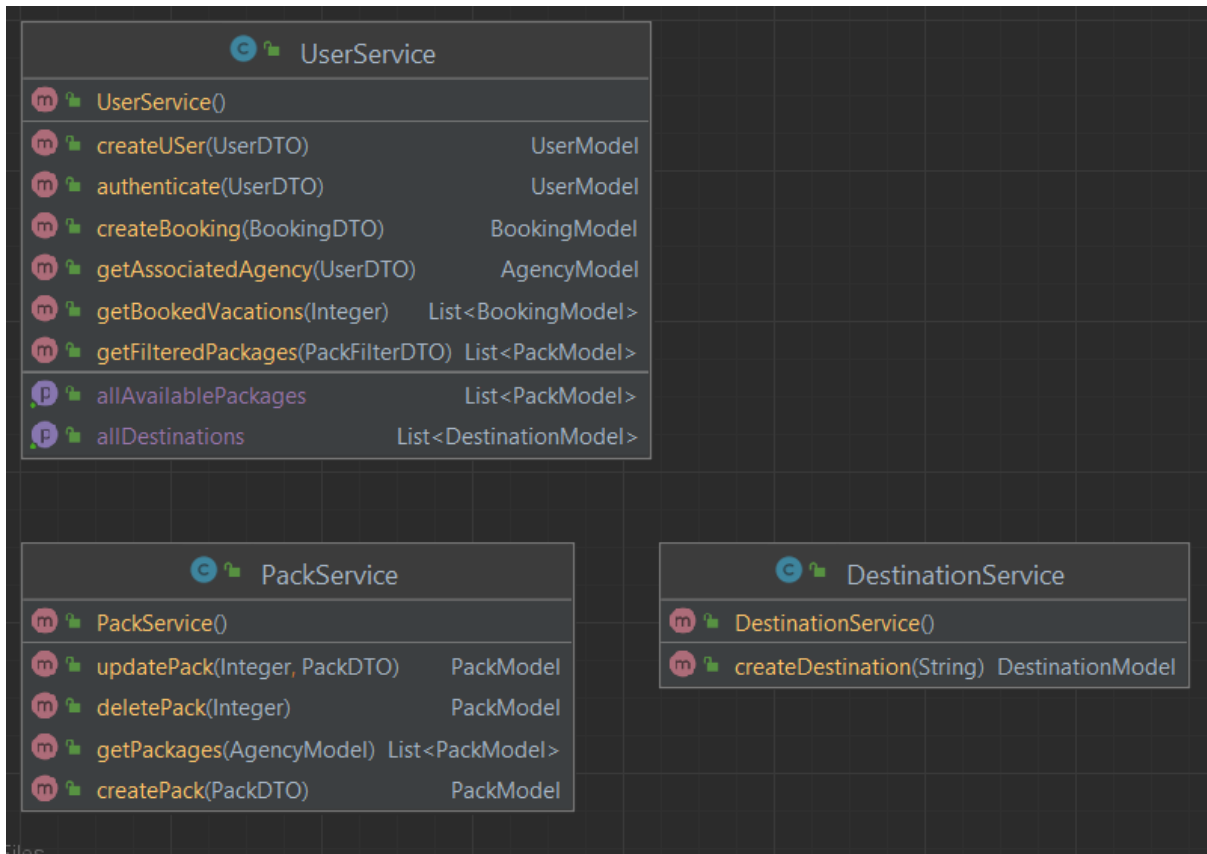 UserService
UserService()
createUSer(UserDTO) UserModel
authenticate(UserDTO) UserModel
createBooking(BookingDTO) BookingModel
getAssociatedAgency(UserDTO) AgencyModel
getBookedVacations(Integer) List<BookingModel>
getFilteredPackages(PackFilterDTO) List<PackModel>
allAvailablePackages List<PackModel>
allDestinations List<DestinationModel>
PackService
PackService()
updatePack(Integer, PackDTO) PackModel
deletePack(Integer) PackModel
getPackages(AgencyModel) List<PackModel>
createPack(PackDTO) PackModel
DestinationService
DestinationService()
createDestination(String) DestinationModel